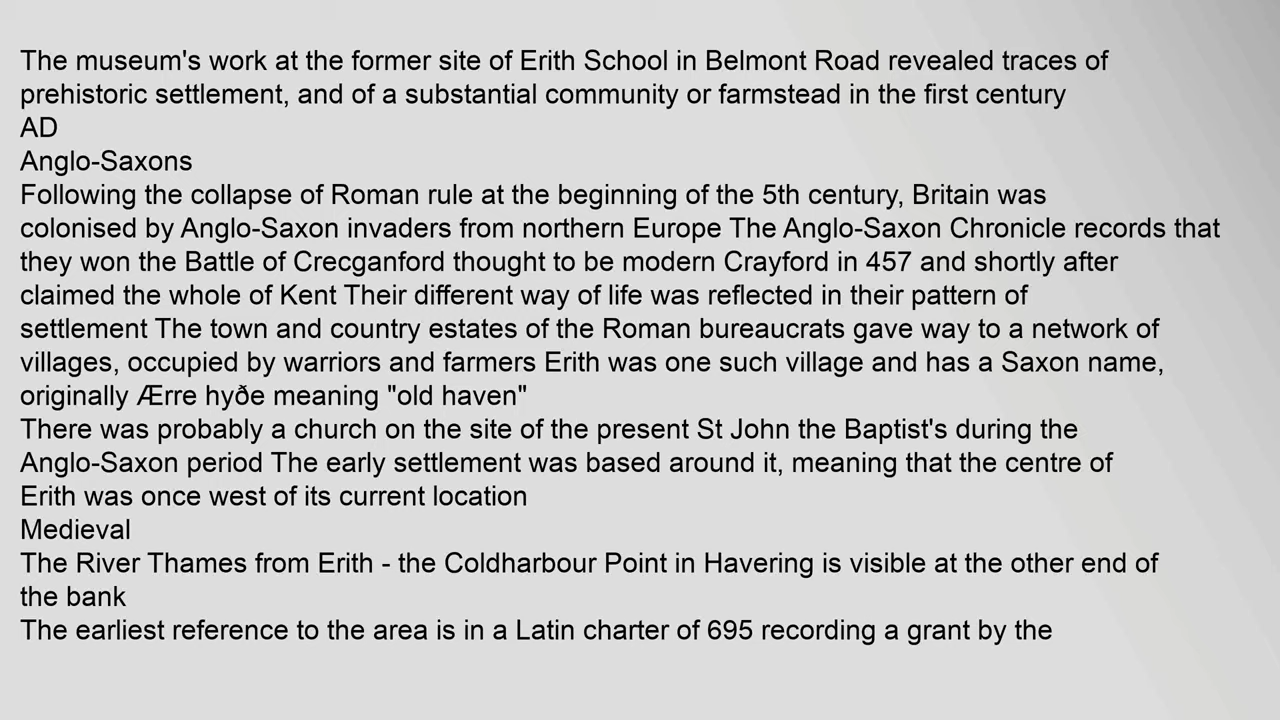 The museum's work at the former site of Erith School in Belmont Road revealed traces of
prehistoric settlement, and of a substantial community or farmstead in the first century
AD
Anglo-Saxons
Following the collapse of Roman rule at the beginning of the 5th century, Britain was
colonised by Anglo-Saxon invaders from northern Europe The Anglo-Saxon Chronicle records that
they won the Battle of Crecganford thought to be modern Crayford in 457 and shortly after
claimed the whole of Kent Their different way of life was reflected in their pattern of
settlement The town and country estates of the Roman bureaucrats gave way to a network of
villages, occupied by warriors and farmers Erith was one such village and has a Saxon name,
originally Ærre hyðe meaning "old haven"
There was probably a church on the site of the present St John the Baptist's during the
Anglo-Saxon period The early settlement was based around it, meaning that the centre of
Erith was once west of its current location
Medieval
The River Thames from Erith - the Coldharbour Point in Havering is visible at the other end of
the bank
The earliest reference to the area is in a Latin charter of 695 recording a grant by the